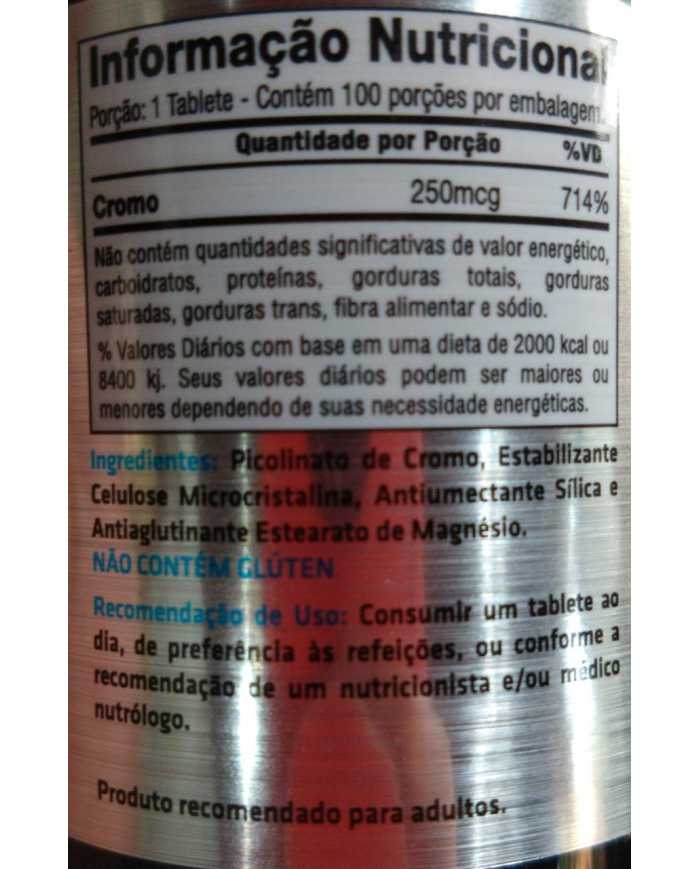 Informação Nutricional
Porção: 1 Tablete - Contém 100 porções por embalagem.
Quantidade por Porção %VD
Cromo 250mcg 714%
Não contém quantidades significativas de valor energético,
carboidratos, proteínas, gorduras totais, gorduras
saturadas, gorduras trans, fibra alimentar e sódio.
% Valores Diários com base em uma dieta de 2000 kcal ou
8400 kj. Seus valores diários podem ser maiores ou
menores dependendo de suas necessidade energéticas.
Ingredientes: Picolinato de Cromo, Estabilizante
Celulose Microcristalina, Antiumectante Sílica e
Antiaglutinante Estearato de Magnésio.
NÃO CONTÉM GLÚTEN
Recomendação de Uso: Consumir um tablete ao
dia, de preferência às refeições, ou conforme a
recomendação de um nutricionista e/ou médico
nutrólogo.
Produto recomendado para adultos.